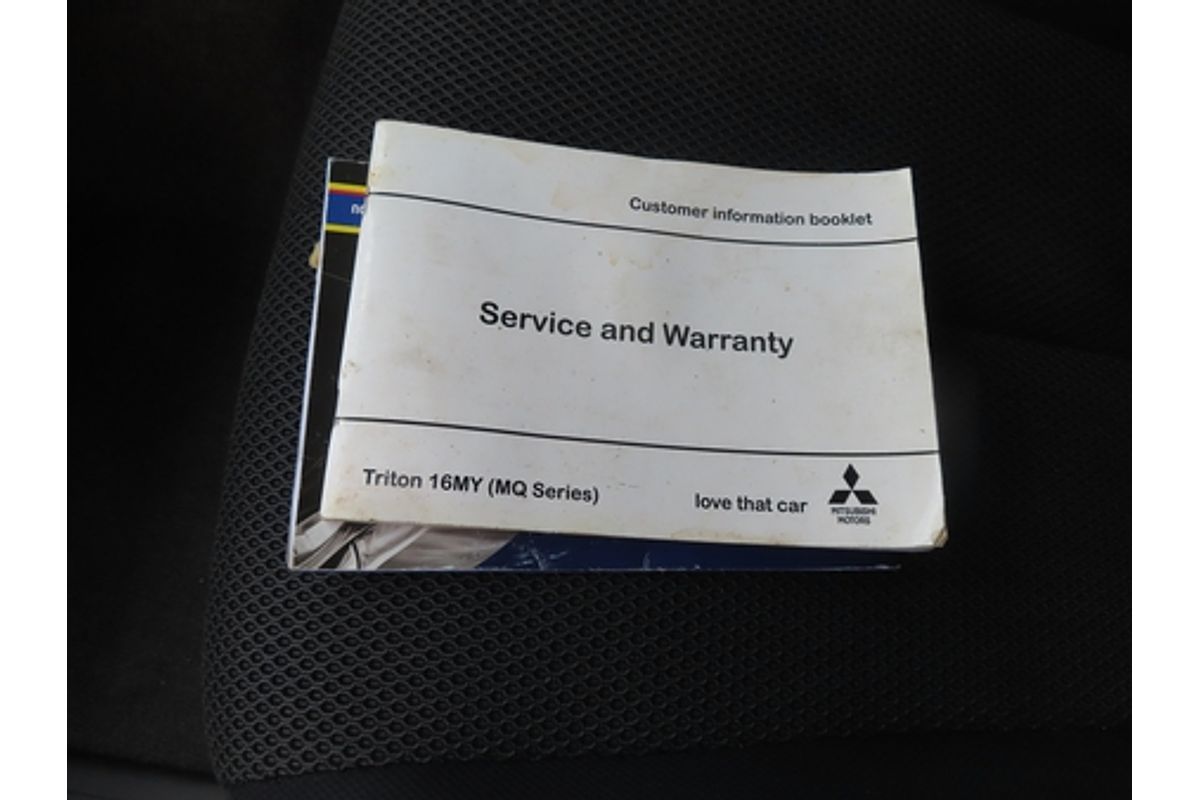 Customer information booklet
Service and Warranty
Triton 16MY (MQ Series)
love that car
MITSUBISHI
MOTORS